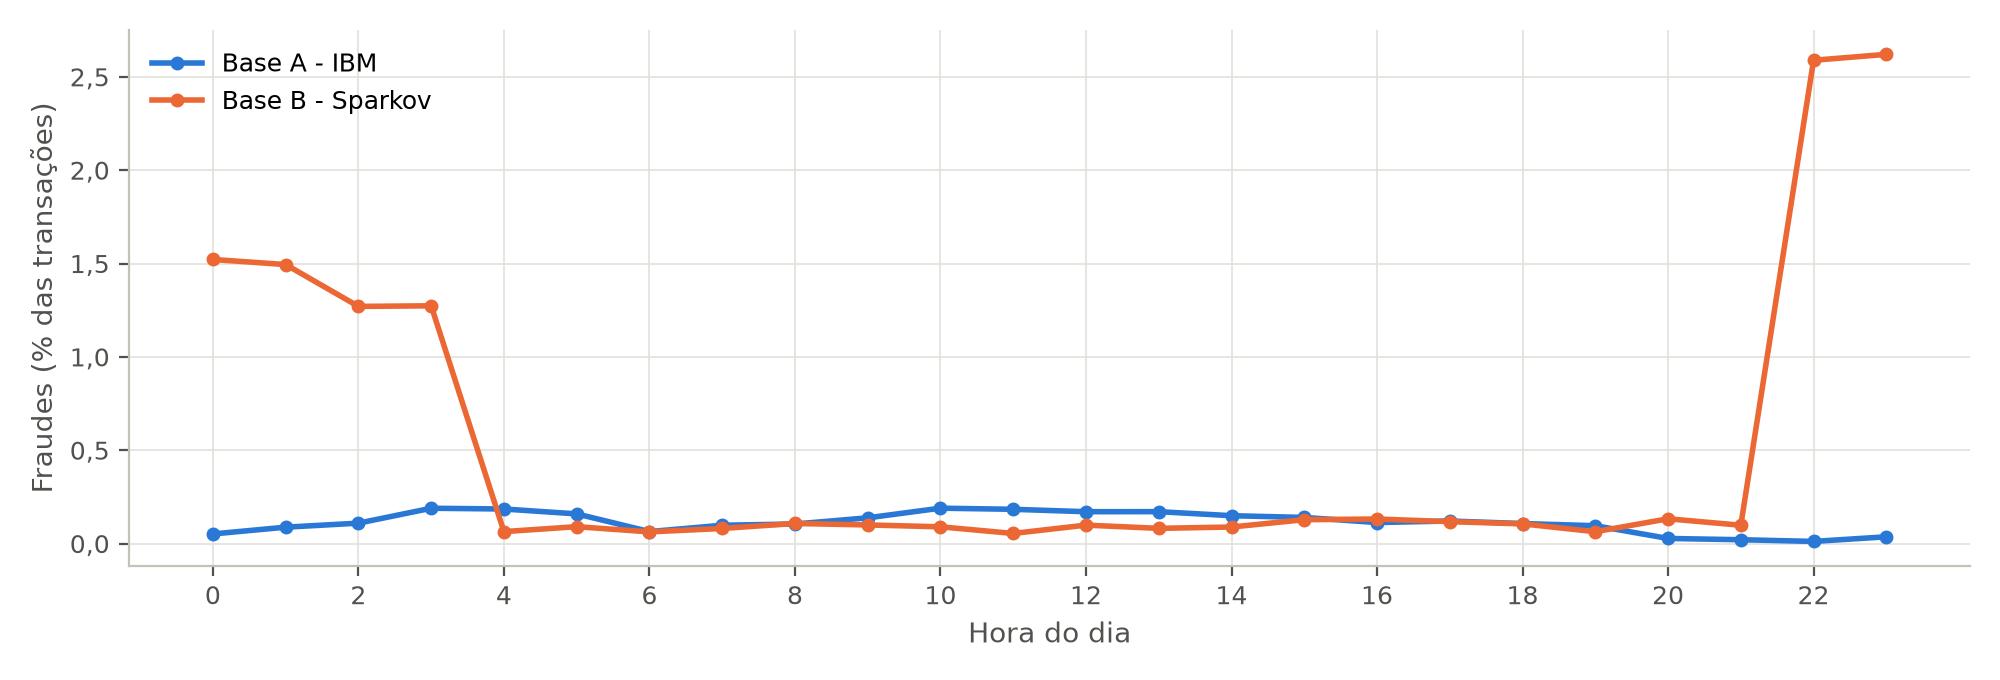 Base A - IBM
Base B - Sparkov
Fraudes (% das transações)
2,5
2,0
1,5
1,0
0,5
0,0
0 2 4 6 8 10 12 14 16 18 20 22
Hora do dia